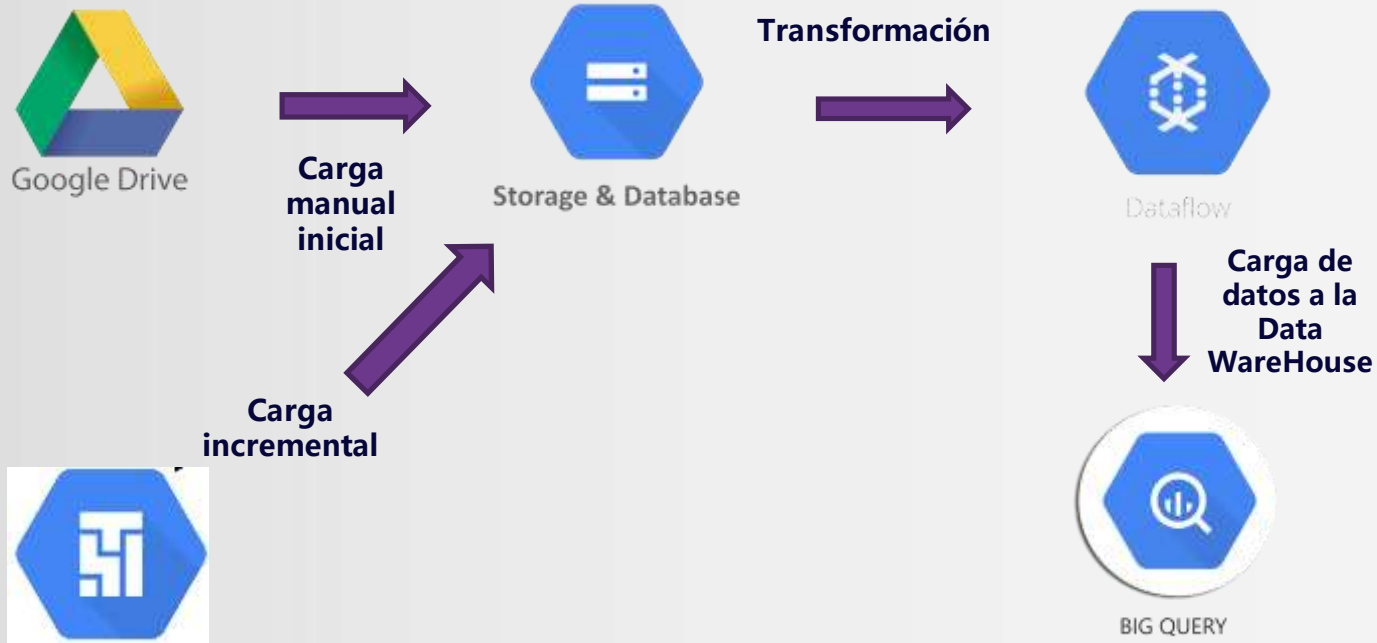 Transformación
Google Drive
Carga
manual
inicial
Storage & Database
Dataflow
Carga de
datos a la
Data
WareHouse
Carga
incremental
BIG QUERY